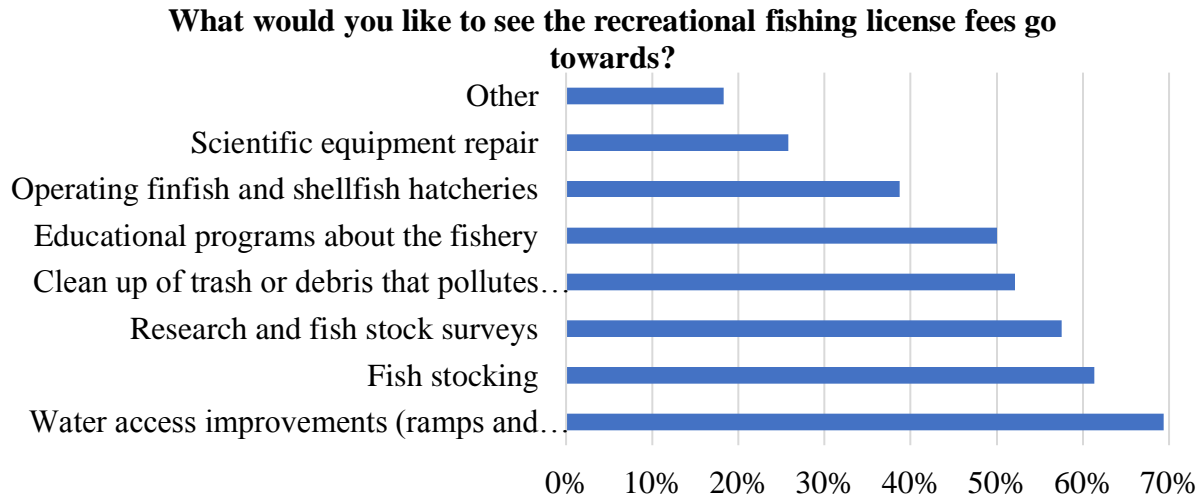 What would you like to see the recreational fishing license fees go
towards?
Other
Scientific equipment repair
Operating finfish and shellfish hatcheries
Educational programs about the fishery
Clean up of trash or debris that pollutes…
Research and fish stock surveys
Fish stocking
Water access improvements (ramps and…
0% 10% 20% 30% 40% 50% 60% 70%